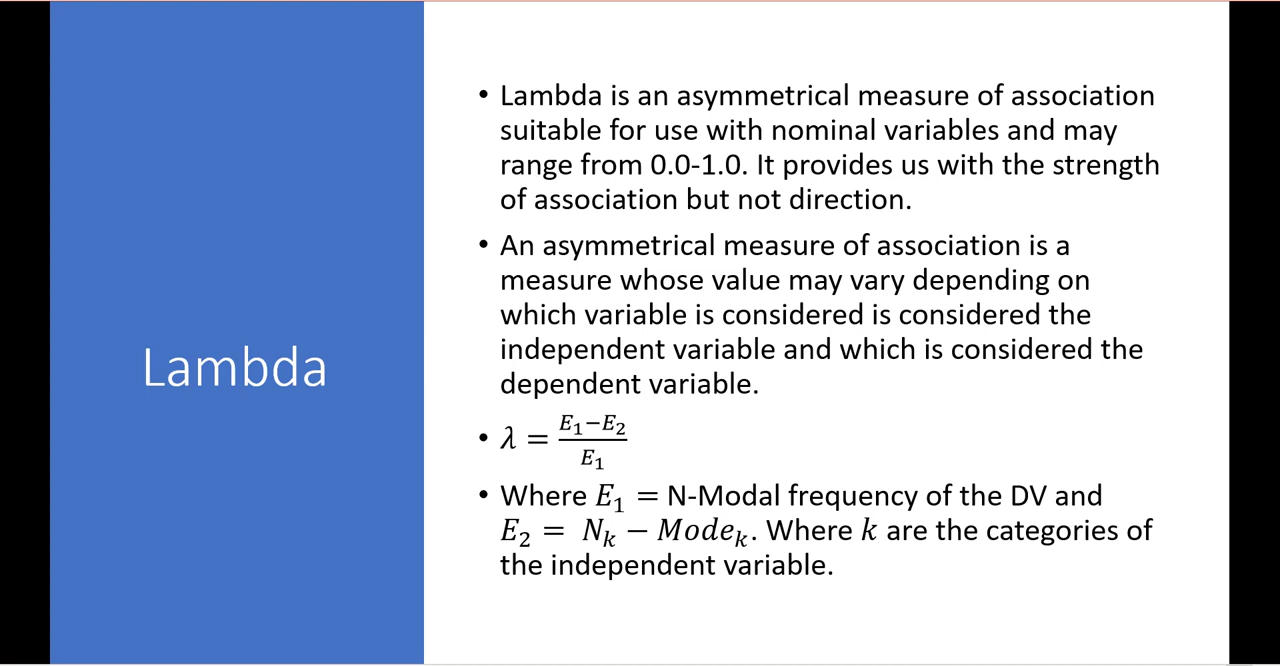 Lambda
• Lambda is an asymmetrical measure of association
suitable for use with nominal variables and may
range from 0.0-1.0. It provides us with the strength
of association but not direction.
• An asymmetrical measure of association is a
measure whose value may vary depending on
which variable is considered is considered the
independent variable and which is considered the
dependent variable.
• λ = (E₁−E₂)/E₁
• Where E₁ = N-Modal frequency of the DV and
E₂ = Nₖ − Modeₖ. Where k are the categories of
the independent variable.